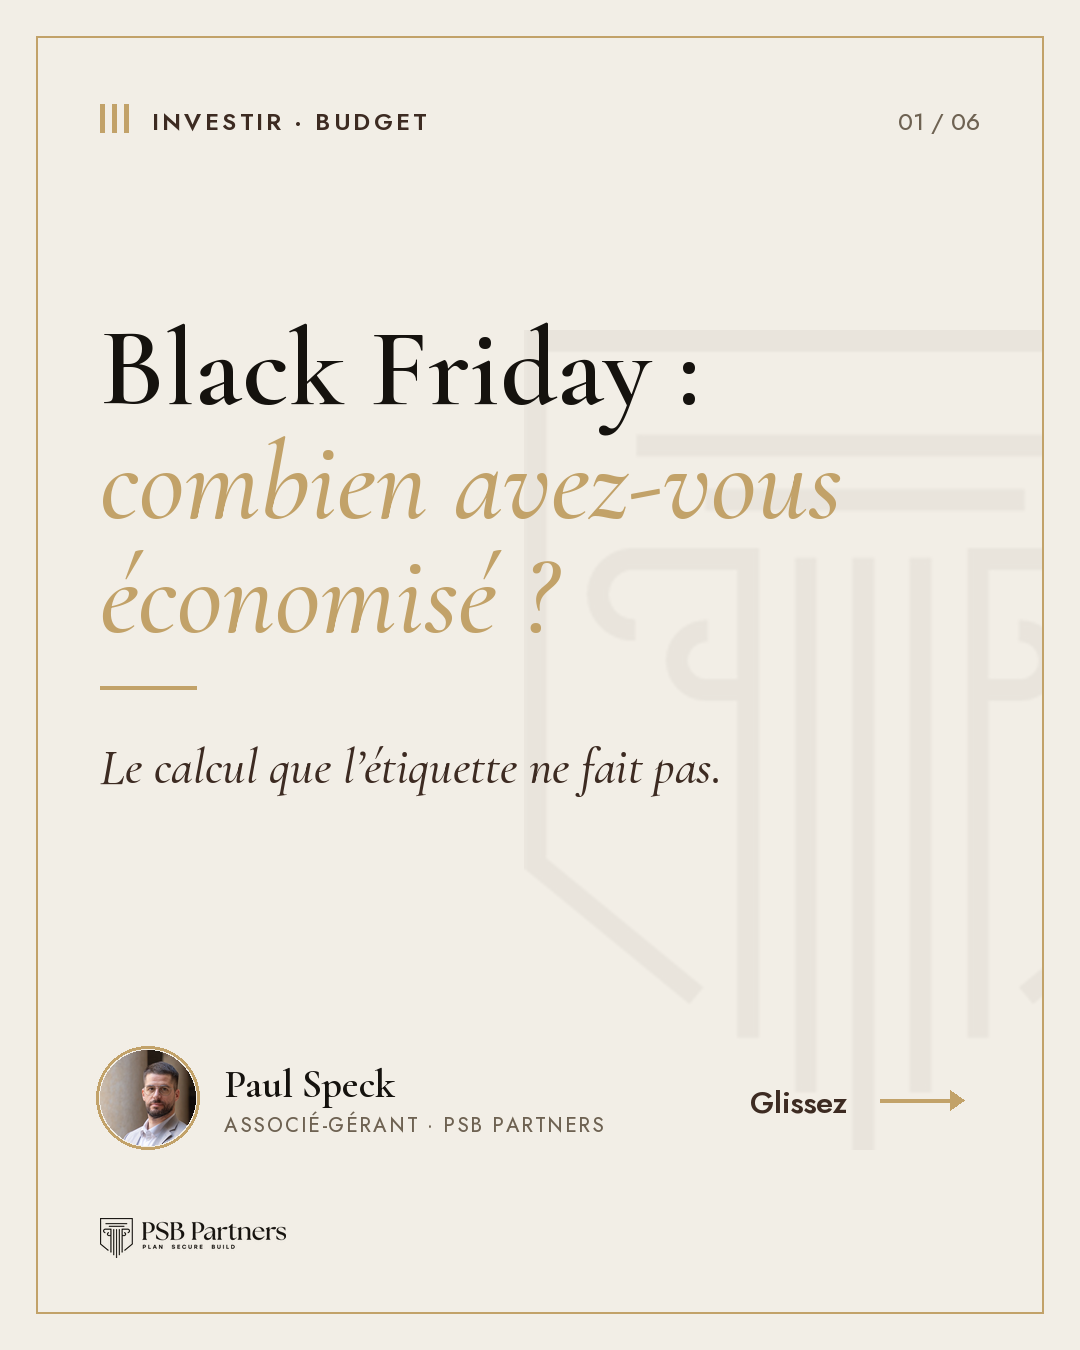 INVESTIR · BUDGET
01 / 06
Black Friday :
combien avez-vous
économisé ?
Le calcul que l’étiquette ne fait pas.
Paul Speck
ASSOCIÉ-GÉRANT · PSB PARTNERS
Glissez
PSB Partners
PLAN SECURE BUILD